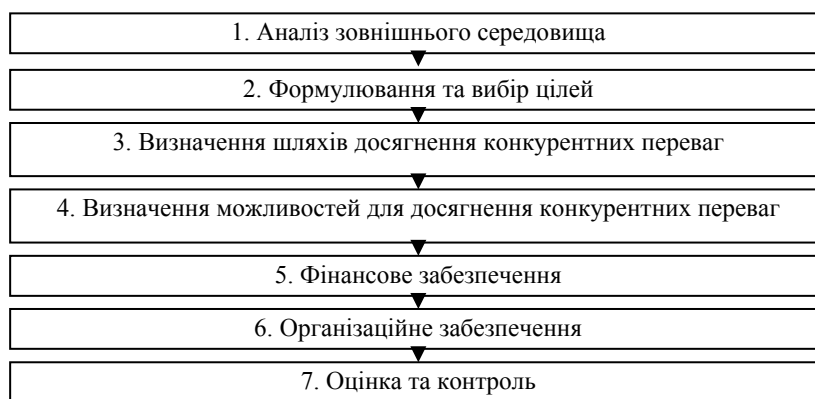 1. Аналіз зовнішнього середовища
2. Формулювання та вибір цілей
3. Визначення шляхів досягнення конкурентних переваг
4. Визначення можливостей для досягнення конкурентних переваг
5. Фінансове забезпечення
6. Організаційне забезпечення
7. Оцінка та контроль